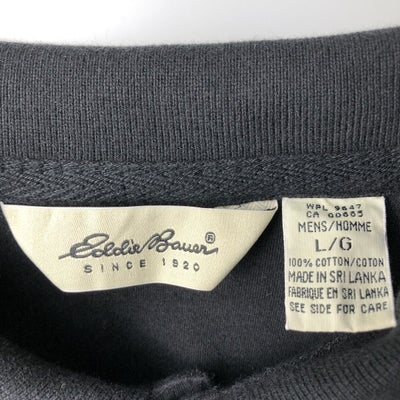 Eddie Bauer®
SINCE 1920
WPL 9647
CA 00665
MENS/HOMME
L/G
100% COTTON/COTON
MADE IN SRI LANKA
FABRIQUE EN SRI LANKA
SEE SIDE FOR CARE